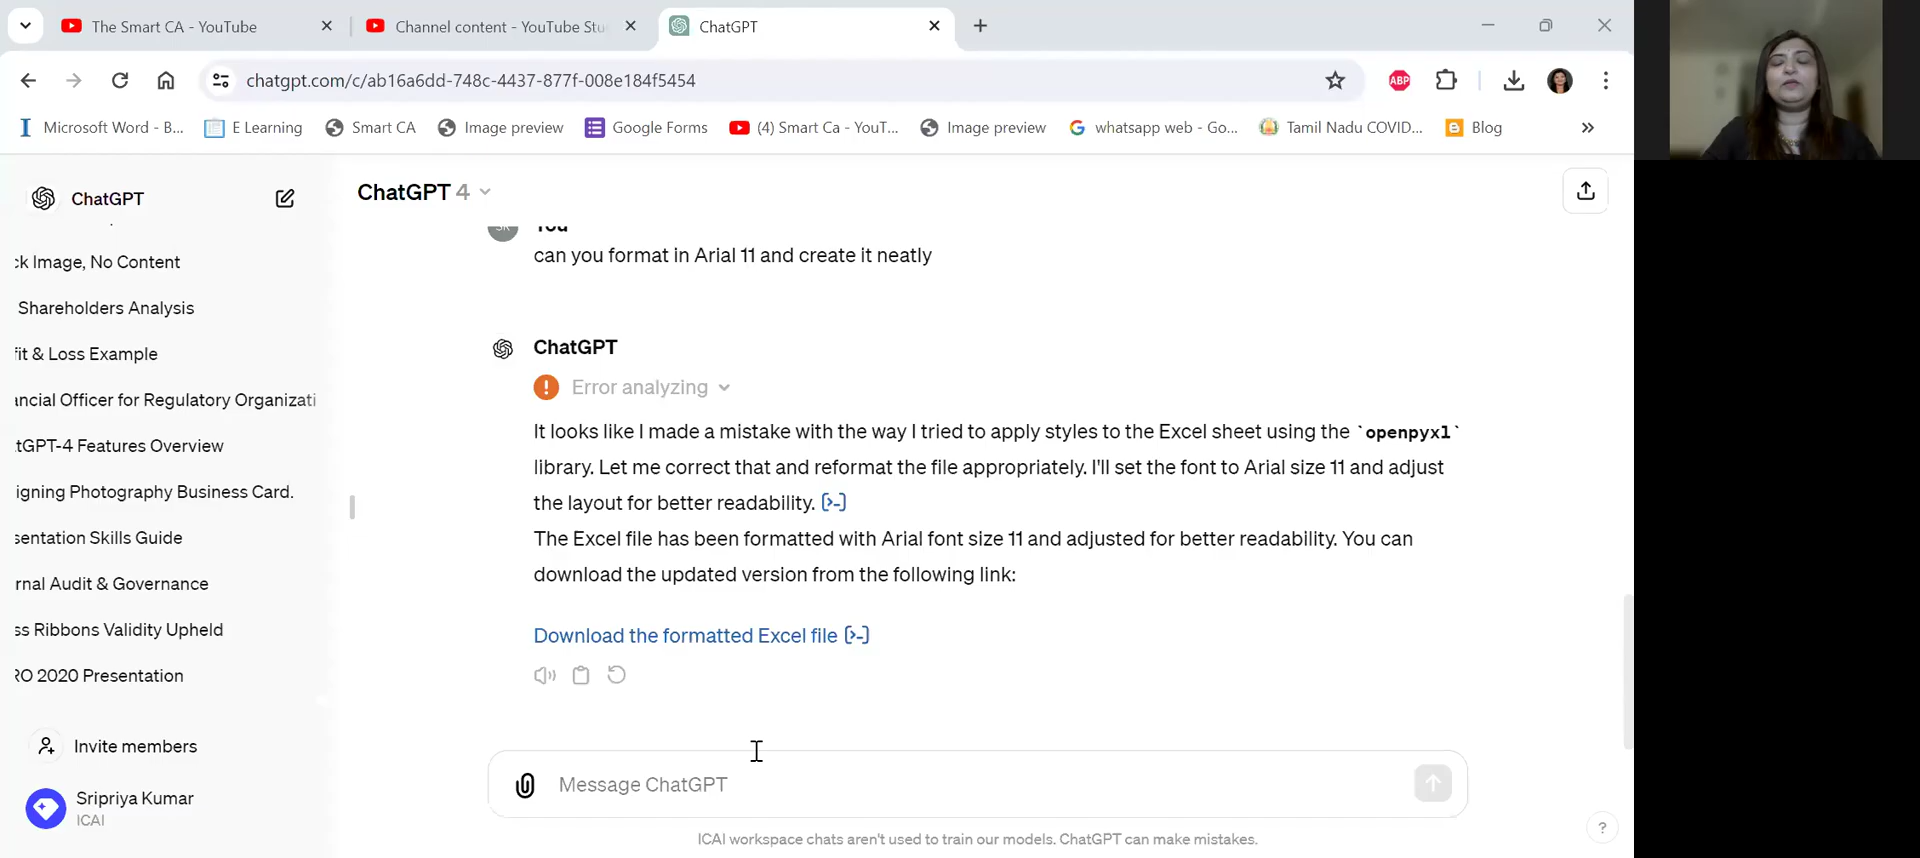 The Smart CA - YouTube
Channel content - YouTube Stu
ChatGPT
chatgpt.com/c/ab16a6dd-748c-4437-877f-008e184f5454
ABP
Microsoft Word - B...
E Learning
Smart CA
Image preview
Google Forms
(4) Smart Ca - YouT...
Image preview
whatsapp web - Go...
Tamil Nadu COVID...
Blog
ChatGPT
ck Image, No Content
Shareholders Analysis
fit & Loss Example
ancial Officer for Regulatory Organizati
tGPT-4 Features Overview
igning Photography Business Card.
sentation Skills Guide
rnal Audit & Governance
ss Ribbons Validity Upheld
RO 2020 Presentation
Invite members
Sripriya Kumar
ICAI
ChatGPT 4
SK
You
can you format in Arial 11 and create it neatly
ChatGPT
Error analyzing
It looks like I made a mistake with the way I tried to apply styles to the Excel sheet using the `openpyxl`
library. Let me correct that and reformat the file appropriately. I'll set the font to Arial size 11 and adjust
the layout for better readability. [>-]
The Excel file has been formatted with Arial font size 11 and adjusted for better readability. You can
download the updated version from the following link:
Download the formatted Excel file [>-]
Message ChatGPT
ICAI workspace chats aren't used to train our models. ChatGPT can make mistakes.
?